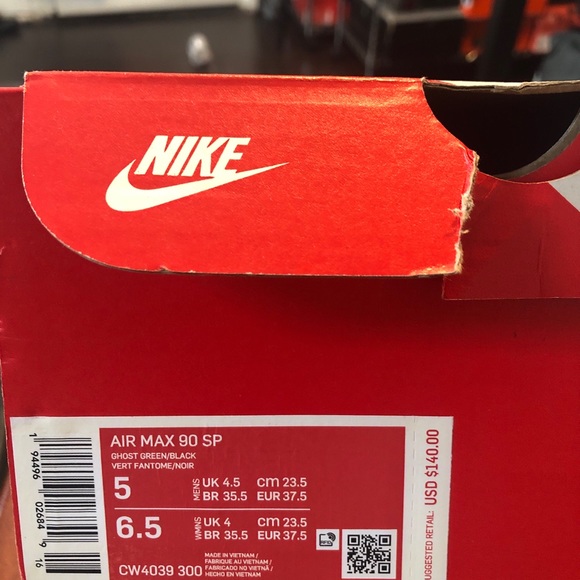 NIKE
AIR MAX 90 SP
GHOST GREEN/BLACK
VERT FANTOME/NOIR
5 MENS UK 4.5 cm 23.5
BR 35.5 EUR 37.5
6.5 WMNS UK 4 cm 23.5
BR 35.5 EUR 37.5
MADE IN VIETNAM/
FABRIQUE AU VIETNAM/
FABRICADO NO VIETNÃ/
HECHO EN VIETNAM
CW4039 300
1 94496 02684 9 16
SUGGESTED RETAIL: USD $140.00